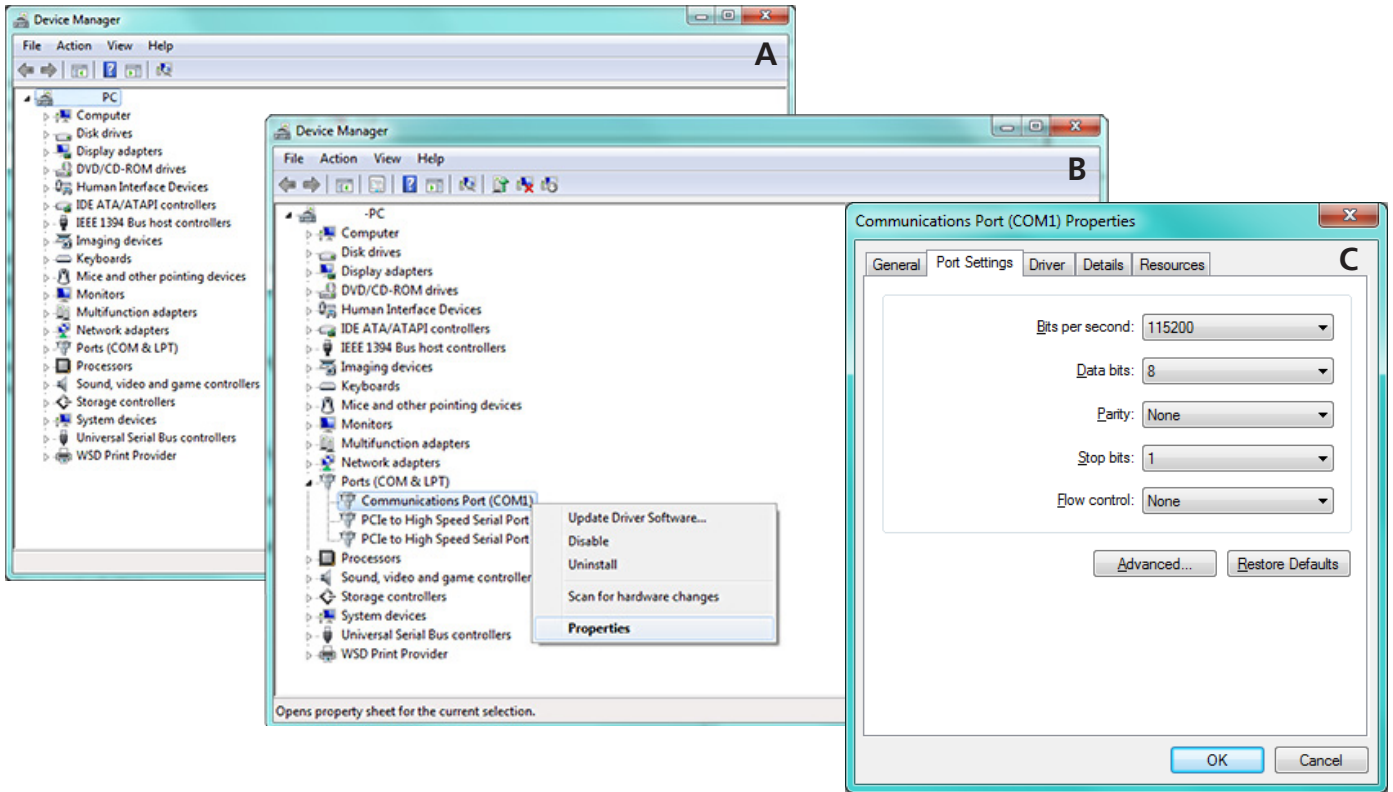 Device Manager
File Action View Help
A
PC
Computer
Disk drives
Display adapters
DVD/CD-ROM drives
Human Interface Devices
IDE ATA/ATAPI controllers
IEEE 1394 Bus host controllers
Imaging devices
Keyboards
Mice and other pointing devices
Monitors
Multifunction adapters
Network adapters
Ports (COM & LPT)
Processors
Sound, video and game controllers
Storage controllers
System devices
Universal Serial Bus controllers
WSD Print Provider
Device Manager
File Action View Help
B
-PC
Computer
Disk drives
Display adapters
DVD/CD-ROM drives
Human Interface Devices
IDE ATA/ATAPI controllers
IEEE 1394 Bus host controllers
Imaging devices
Keyboards
Mice and other pointing devices
Monitors
Multifunction adapters
Network adapters
Ports (COM & LPT)
Communications Port (COM1)
PCIe to High Speed Serial Port
PCIe to High Speed Serial Port
Processors
Sound, video and game controller
Storage controllers
System devices
Universal Serial Bus controllers
WSD Print Provider
Update Driver Software...
Disable
Uninstall
Scan for hardware changes
Properties
Opens property sheet for the current selection.
Communications Port (COM1) Properties
General Port Settings Driver Details Resources
C
Bits per second: 115200
Data bits: 8
Parity: None
Stop bits: 1
Flow control: None
Advanced... Restore Defaults
OK Cancel